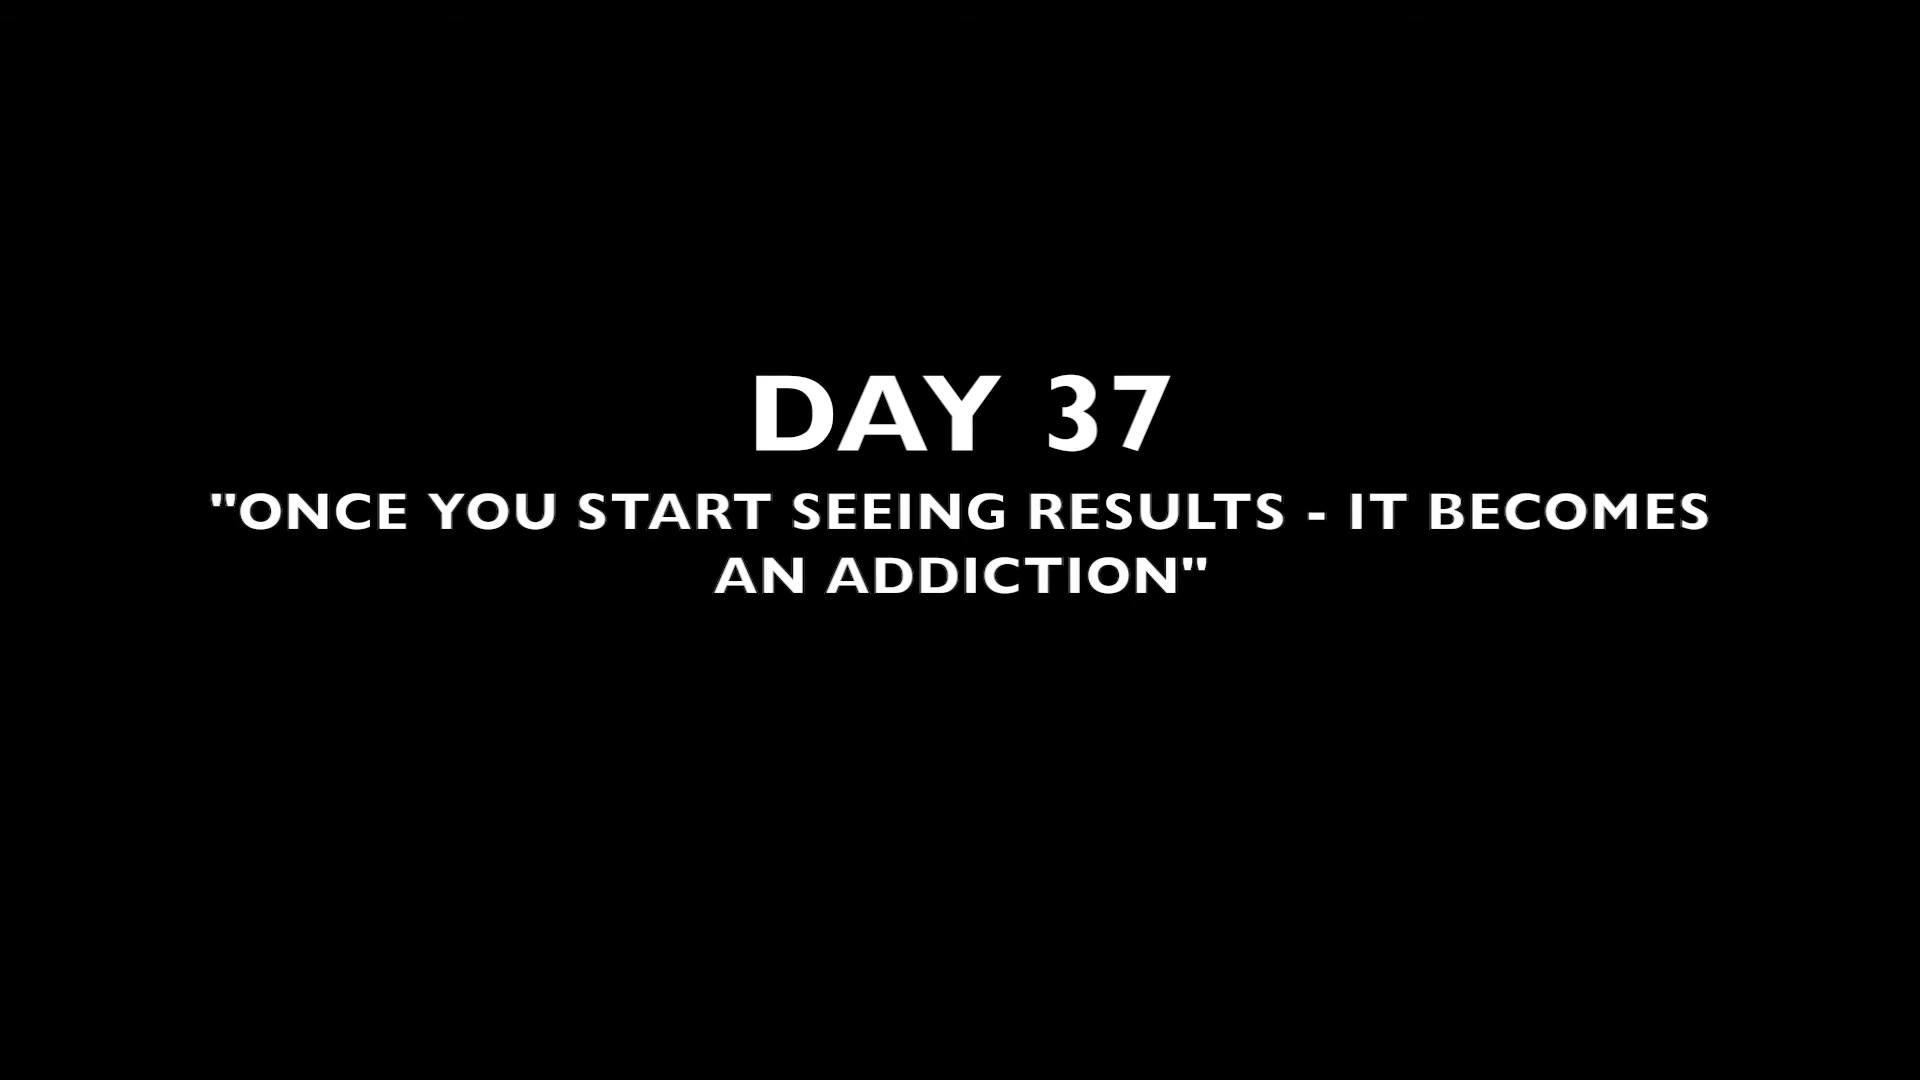 DAY 37
"ONCE YOU START SEEING RESULTS - IT BECOMES
AN ADDICTION"